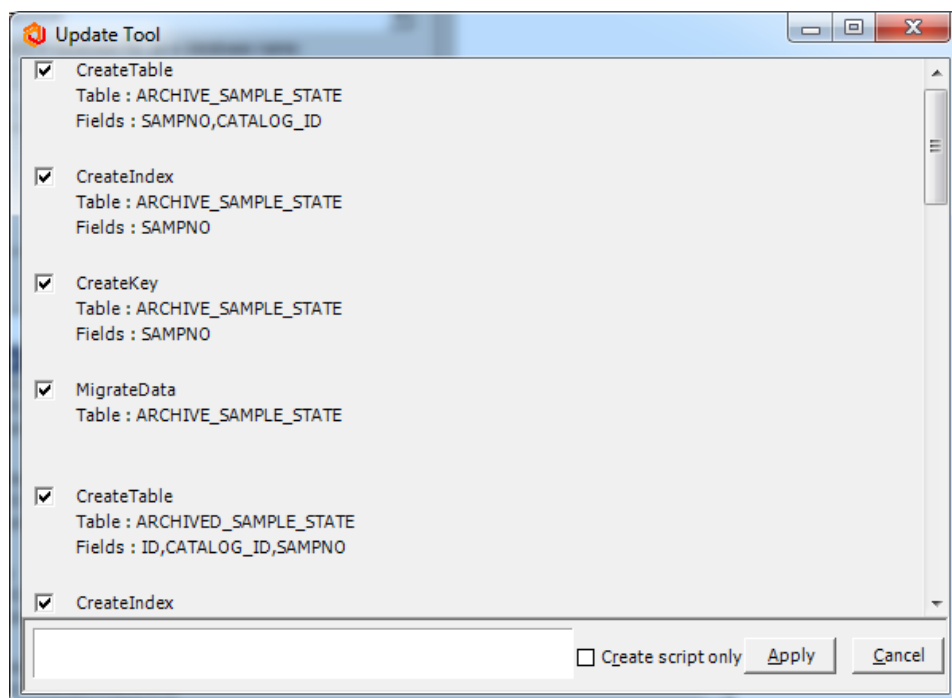 Update Tool
CreateTable
Table : ARCHIVE_SAMPLE_STATE
Fields : SAMPNO,CATALOG_ID
CreateIndex
Table : ARCHIVE_SAMPLE_STATE
Fields : SAMPNO
CreateKey
Table : ARCHIVE_SAMPLE_STATE
Fields : SAMPNO
MigrateData
Table : ARCHIVE_SAMPLE_STATE
CreateTable
Table : ARCHIVED_SAMPLE_STATE
Fields : ID,CATALOG_ID,SAMPNO
CreateIndex
Create script only Apply Cancel